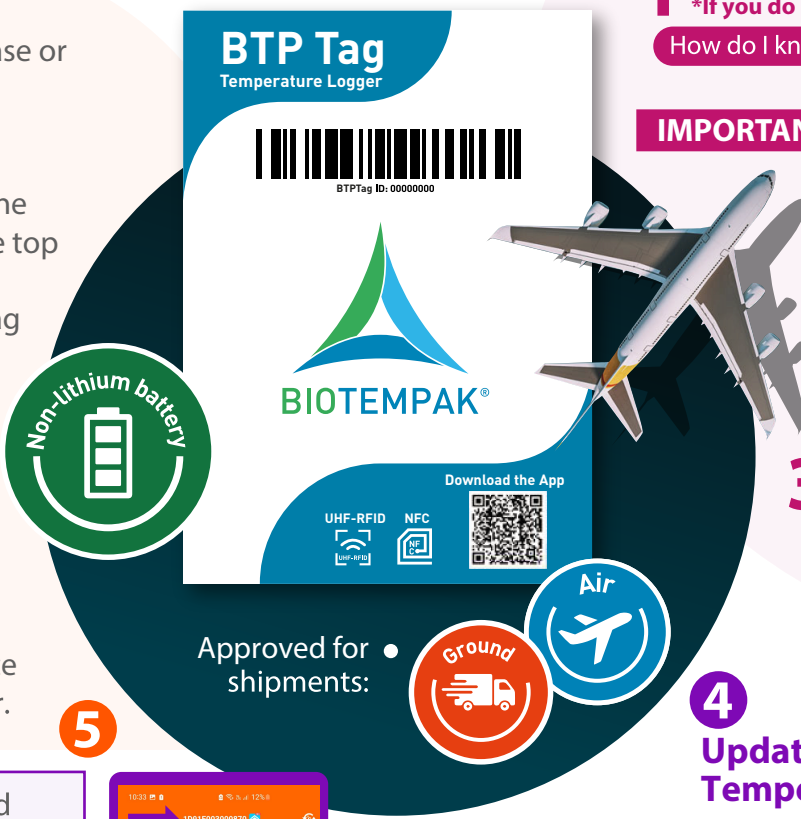 se or
*If you do
How do I kn
IMPORTAN
BTP Tag
Temperature Logger
BTPTag ID: 00000000
he
e top
ng
Non-lithium battery
BIOTEMPAK®
Download the App
UHF-RFID NFC
UHF-RFID
NFC
3
Air
Approved for
shipments:
Ground
e
r.
5
4
Updat
Tempe
d
10:33
12%